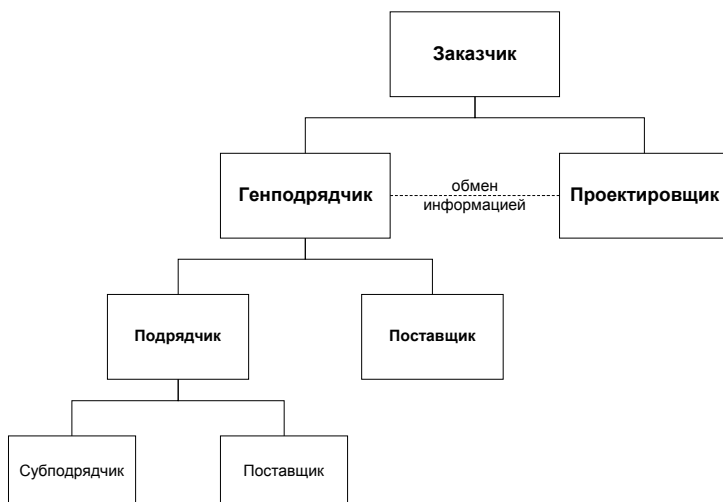 Заказчик
Генподрядчик
обмен
информацией
Проектировщик
Подрядчик
Поставщик
Субподрядчик
Поставщик